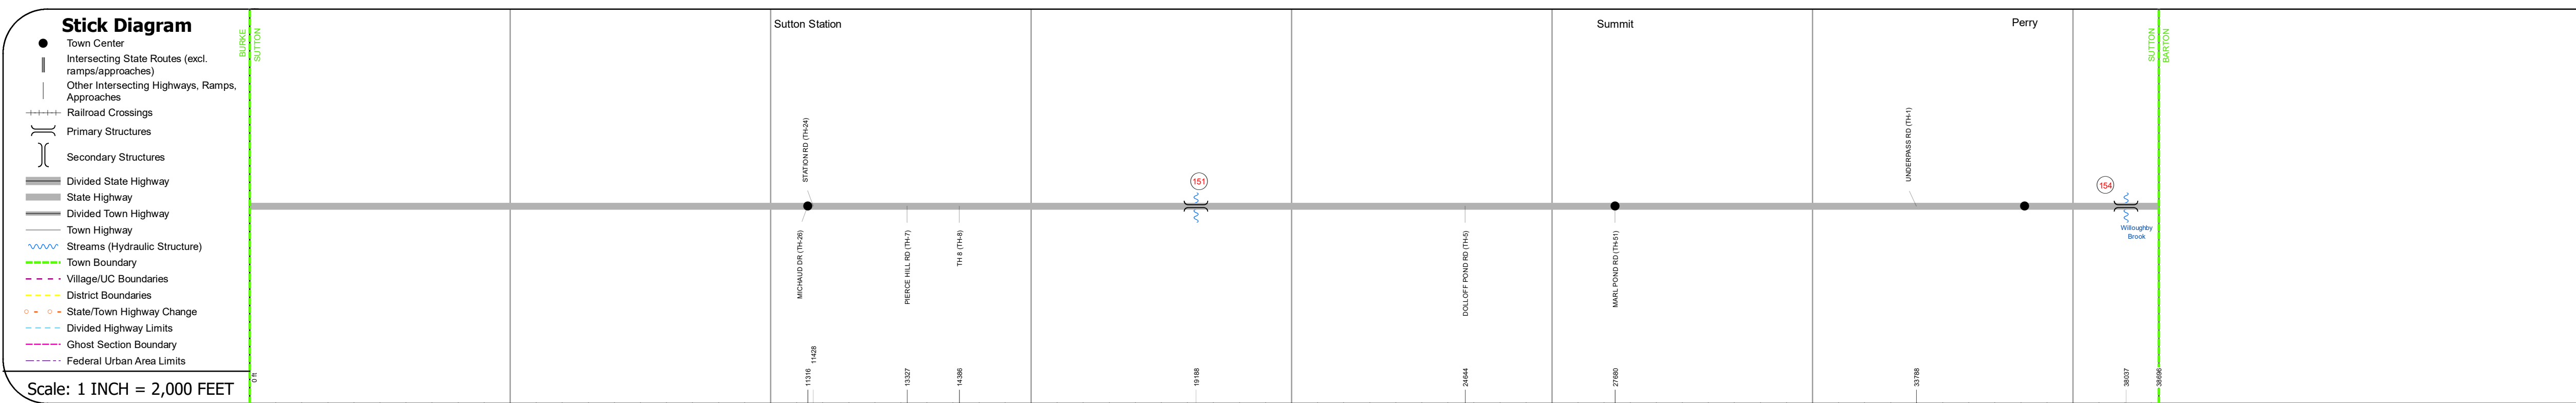 Stick Diagram
Town Center
Intersecting State Routes (excl.
ramps/approaches)
Other Intersecting Highways, Ramps,
Approaches
Railroad Crossings
Primary Structures
Secondary Structures
Divided State Highway
State Highway
Divided Town Highway
Town Highway
Streams (Hydraulic Structure)
Town Boundary
Village/UC Boundaries
District Boundaries
State/Town Highway Change
Divided Highway Limits
Ghost Section Boundary
Federal Urban Area Limits
Scale: 1 INCH = 2,000 FEET
BURKE
SUTTON
Sutton Station
Summit
Perry
SUTTON
BARTON
STATION RD (TH-24)
MICHAUD DR (TH-26)
PIERCE HILL RD (TH-7)
TH 8 (TH-8)
151
DOLLOFF POND RD (TH-5)
MARL POND RD (TH-51)
UNDERPASS RD (TH-1)
154
Willoughby
Brook
0 ft
11316
11428
13327
14386
19188
24644
27680
33788
38037
38696